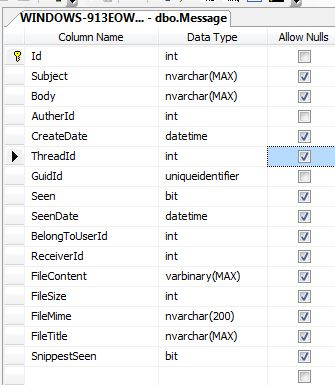 WINDOWS-913EOW... - dbo.Message
Column Name Data Type Allow Nulls
Id int
Subject nvarchar(MAX)
Body nvarchar(MAX)
AutherId int
CreateDate datetime
ThreadId int
GuidId uniqueidentifier
Seen bit
SeenDate datetime
BelongToUserId int
ReceiverId int
FileContent varbinary(MAX)
FileSize int
FileMime nvarchar(200)
FileTitle nvarchar(MAX)
SnippestSeen bit